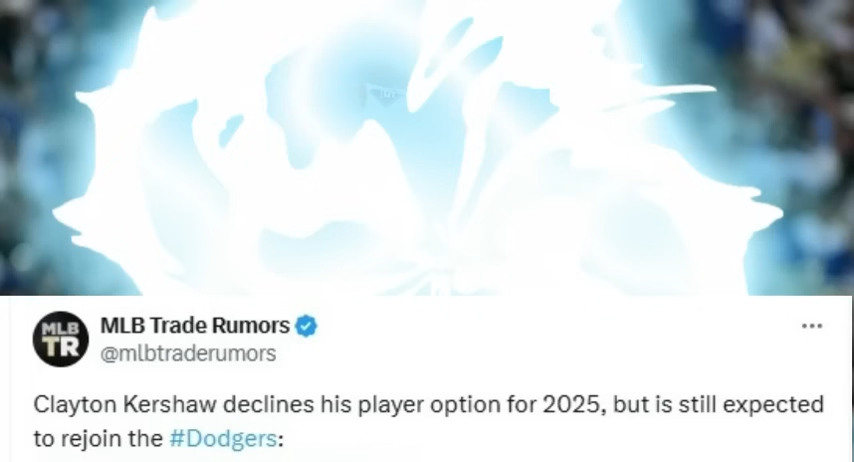 MLB
TR
MLB Trade Rumors
@mlbtraderumors
Clayton Kershaw declines his player option for 2025, but is still expected
to rejoin the #Dodgers: